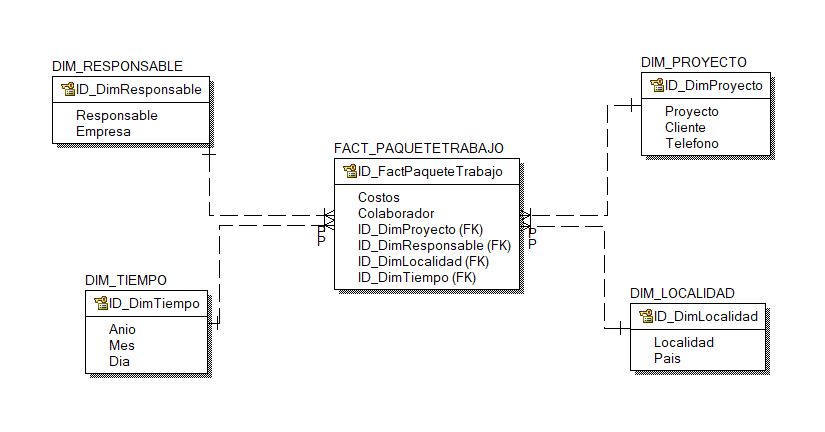 DIM_RESPONSABLE
ID_DimResponsable
Responsable
Empresa
DIM_PROYECTO
ID_DimProyecto
Proyecto
Cliente
Telefono
FACT_PAQUETETRABAJO
ID_FactPaqueteTrabajo
Costos
Colaborador
ID_DimProyecto (FK)
ID_DimResponsable (FK)
ID_DimLocalidad (FK)
ID_DimTiempo (FK)
P
P
P
P
DIM_TIEMPO
ID_DimTiempo
Anio
Mes
Dia
DIM_LOCALIDAD
ID_DimLocalidad
Localidad
Pais